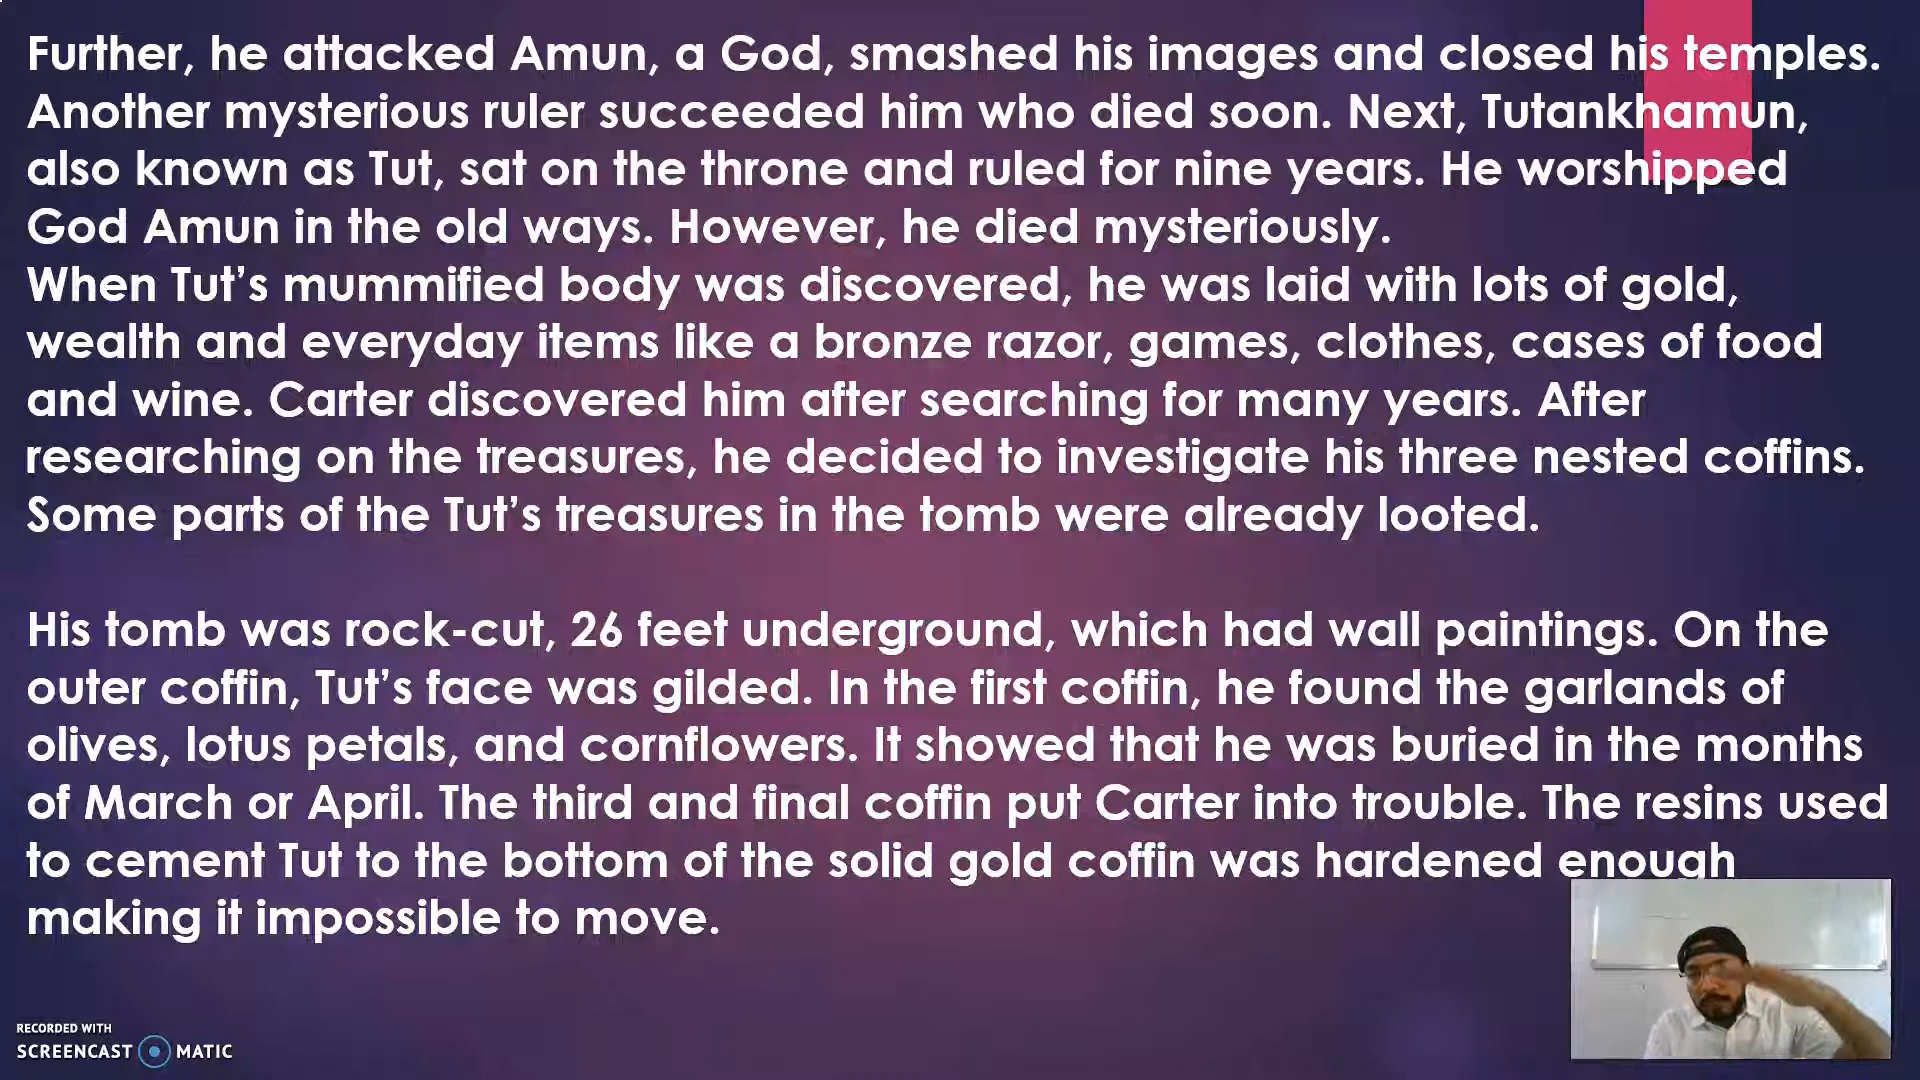 Further, he attacked Amun, a God, smashed his images and closed his temples.
Another mysterious ruler succeeded him who died soon. Next, Tutankhamun,
also known as Tut, sat on the throne and ruled for nine years. He worshipped
God Amun in the old ways. However, he died mysteriously.
When Tut’s mummified body was discovered, he was laid with lots of gold,
wealth and everyday items like a bronze razor, games, clothes, cases of food
and wine. Carter discovered him after searching for many years. After
researching on the treasures, he decided to investigate his three nested coffins.
Some parts of the Tut’s treasures in the tomb were already looted.
His tomb was rock-cut, 26 feet underground, which had wall paintings. On the
outer coffin, Tut’s face was gilded. In the first coffin, he found the garlands of
olives, lotus petals, and cornflowers. It showed that he was buried in the months
of March or April. The third and final coffin put Carter into trouble. The resins used
to cement Tut to the bottom of the solid gold coffin was hardened enough
making it impossible to move.
RECORDED WITH
SCREENCAST MATIC